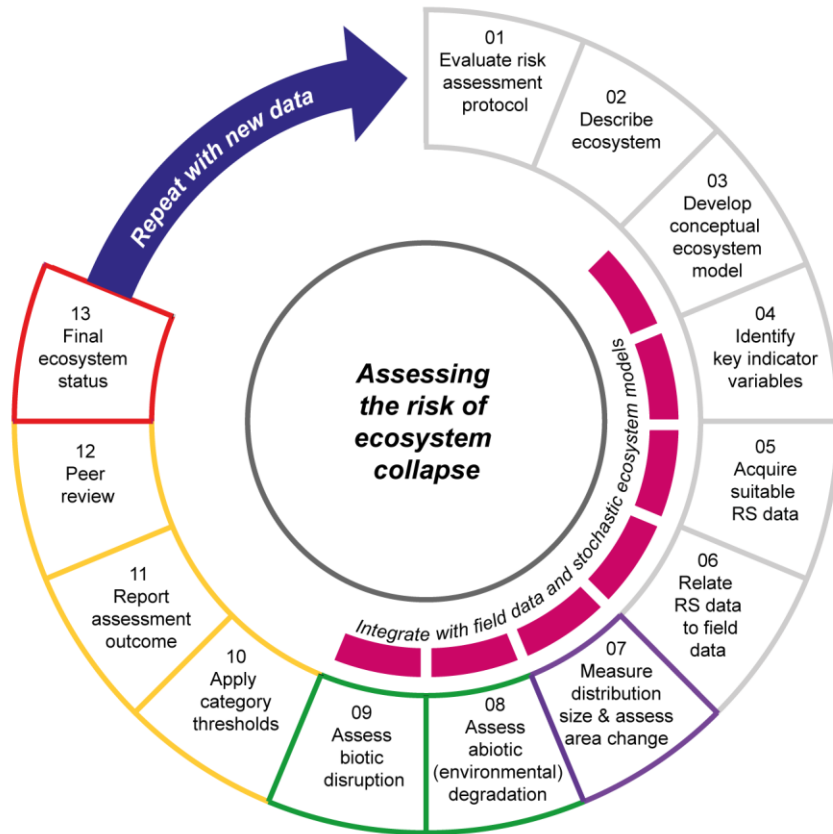 01
Evaluate risk
assessment
protocol
02
Describe
ecosystem
03
Develop
conceptual
ecosystem
model
04
Identify
key indicator
variables
05
Acquire
suitable
RS data
06
Relate
RS data
to field
data
07
Measure
distribution
size & assess
area change
08
Assess
abiotic
(environmental)
degradation
09
Assess
biotic
disruption
10
Apply
category
thresholds
11
Report
assessment
outcome
12
Peer
review
13
Final
ecosystem
status
Repeat with new data
Assessing
the risk of
ecosystem
collapse
Integrate with field data and stochastic ecosystem models